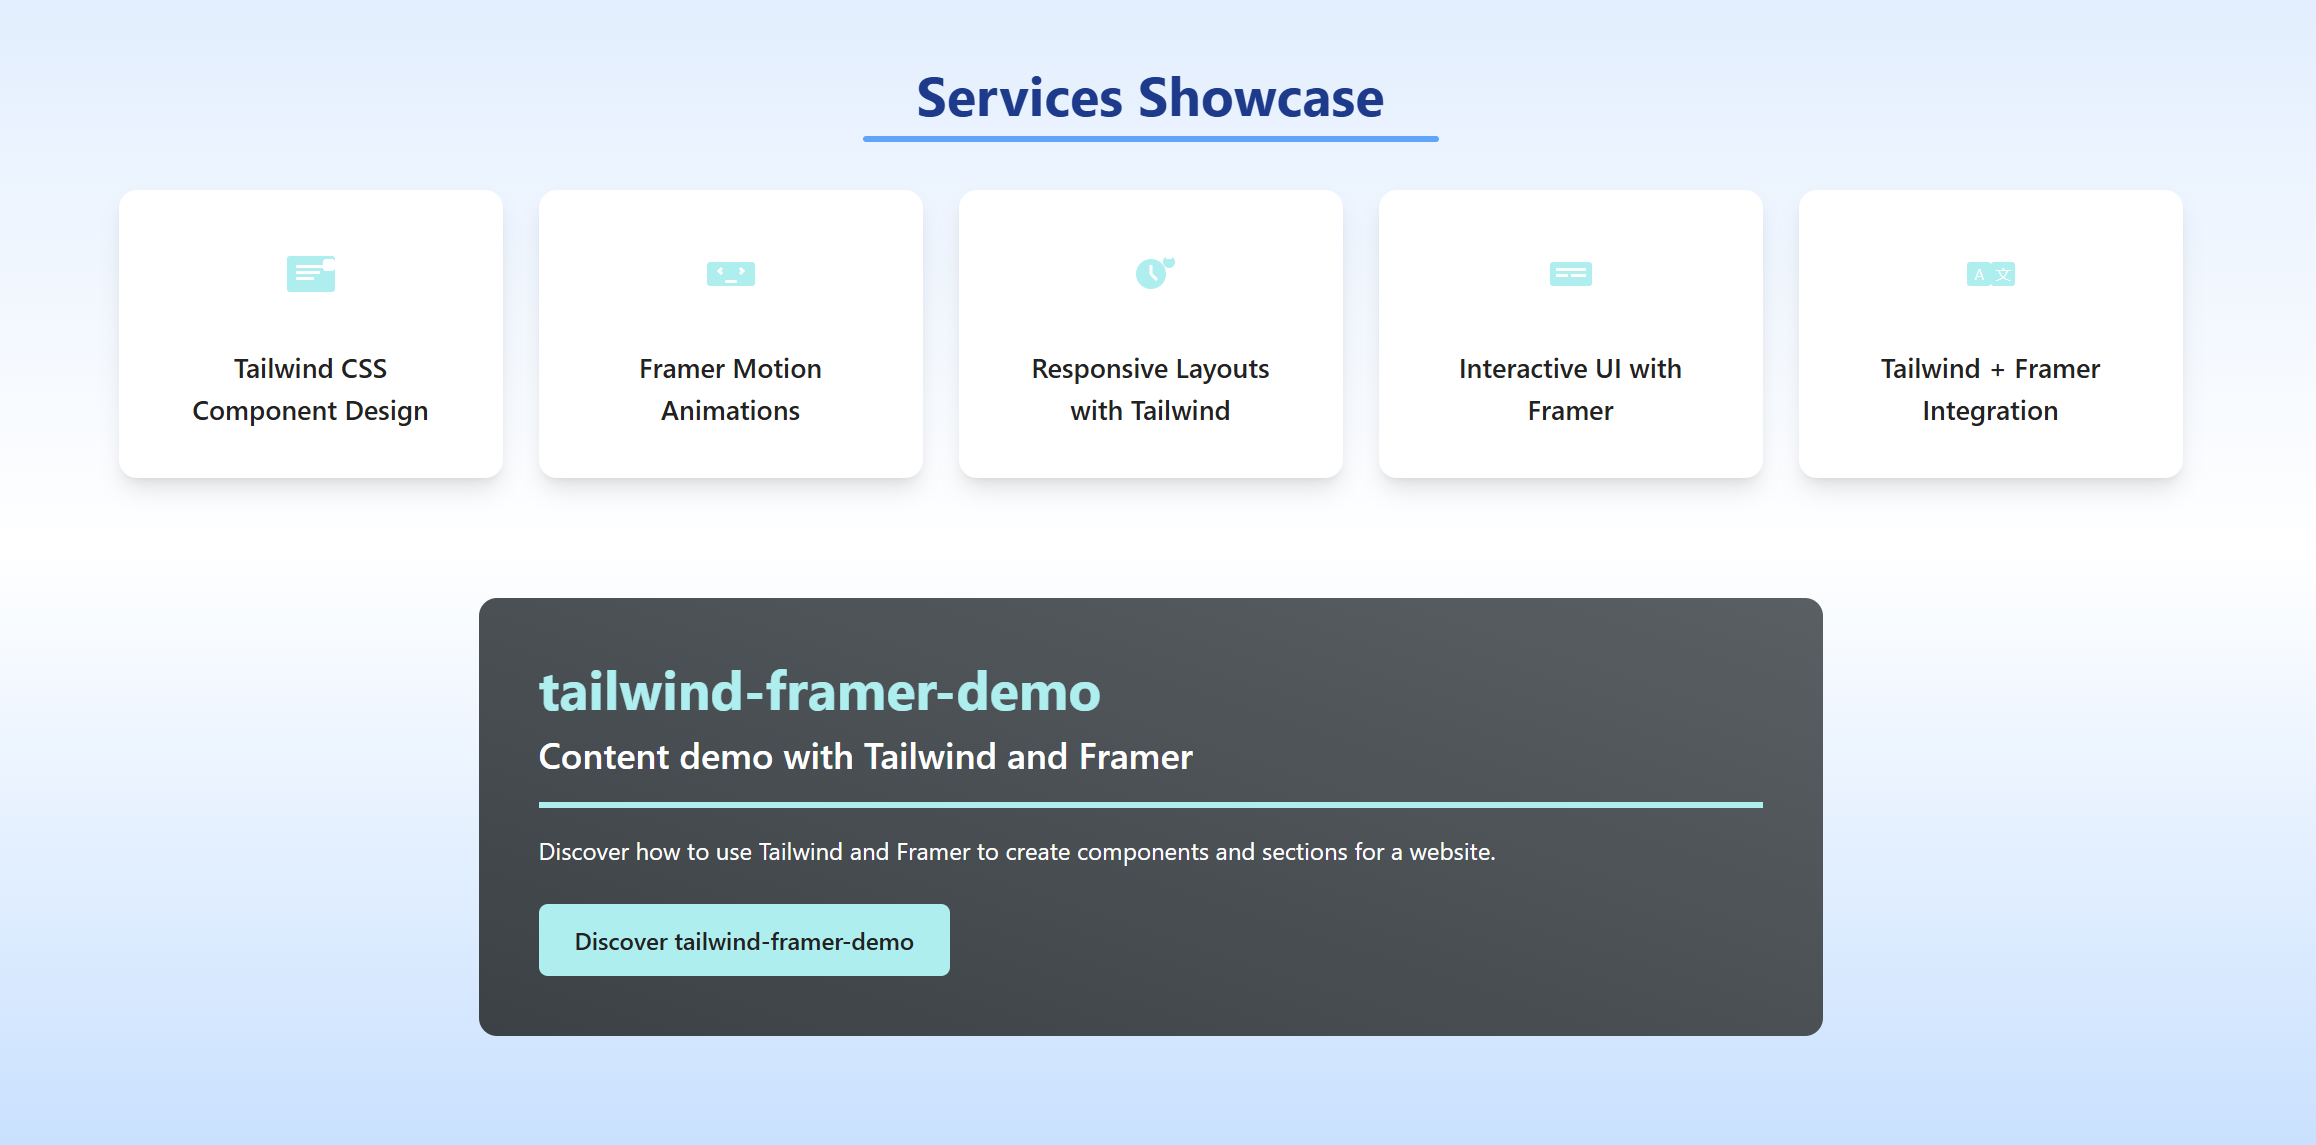 Services Showcase
A 文
Tailwind CSS
Component Design
Framer Motion
Animations
Responsive Layouts
with Tailwind
Interactive UI with
Framer
Tailwind + Framer
Integration
tailwind-framer-demo
Content demo with Tailwind and Framer
Discover how to use Tailwind and Framer to create components and sections for a website.
Discover tailwind-framer-demo